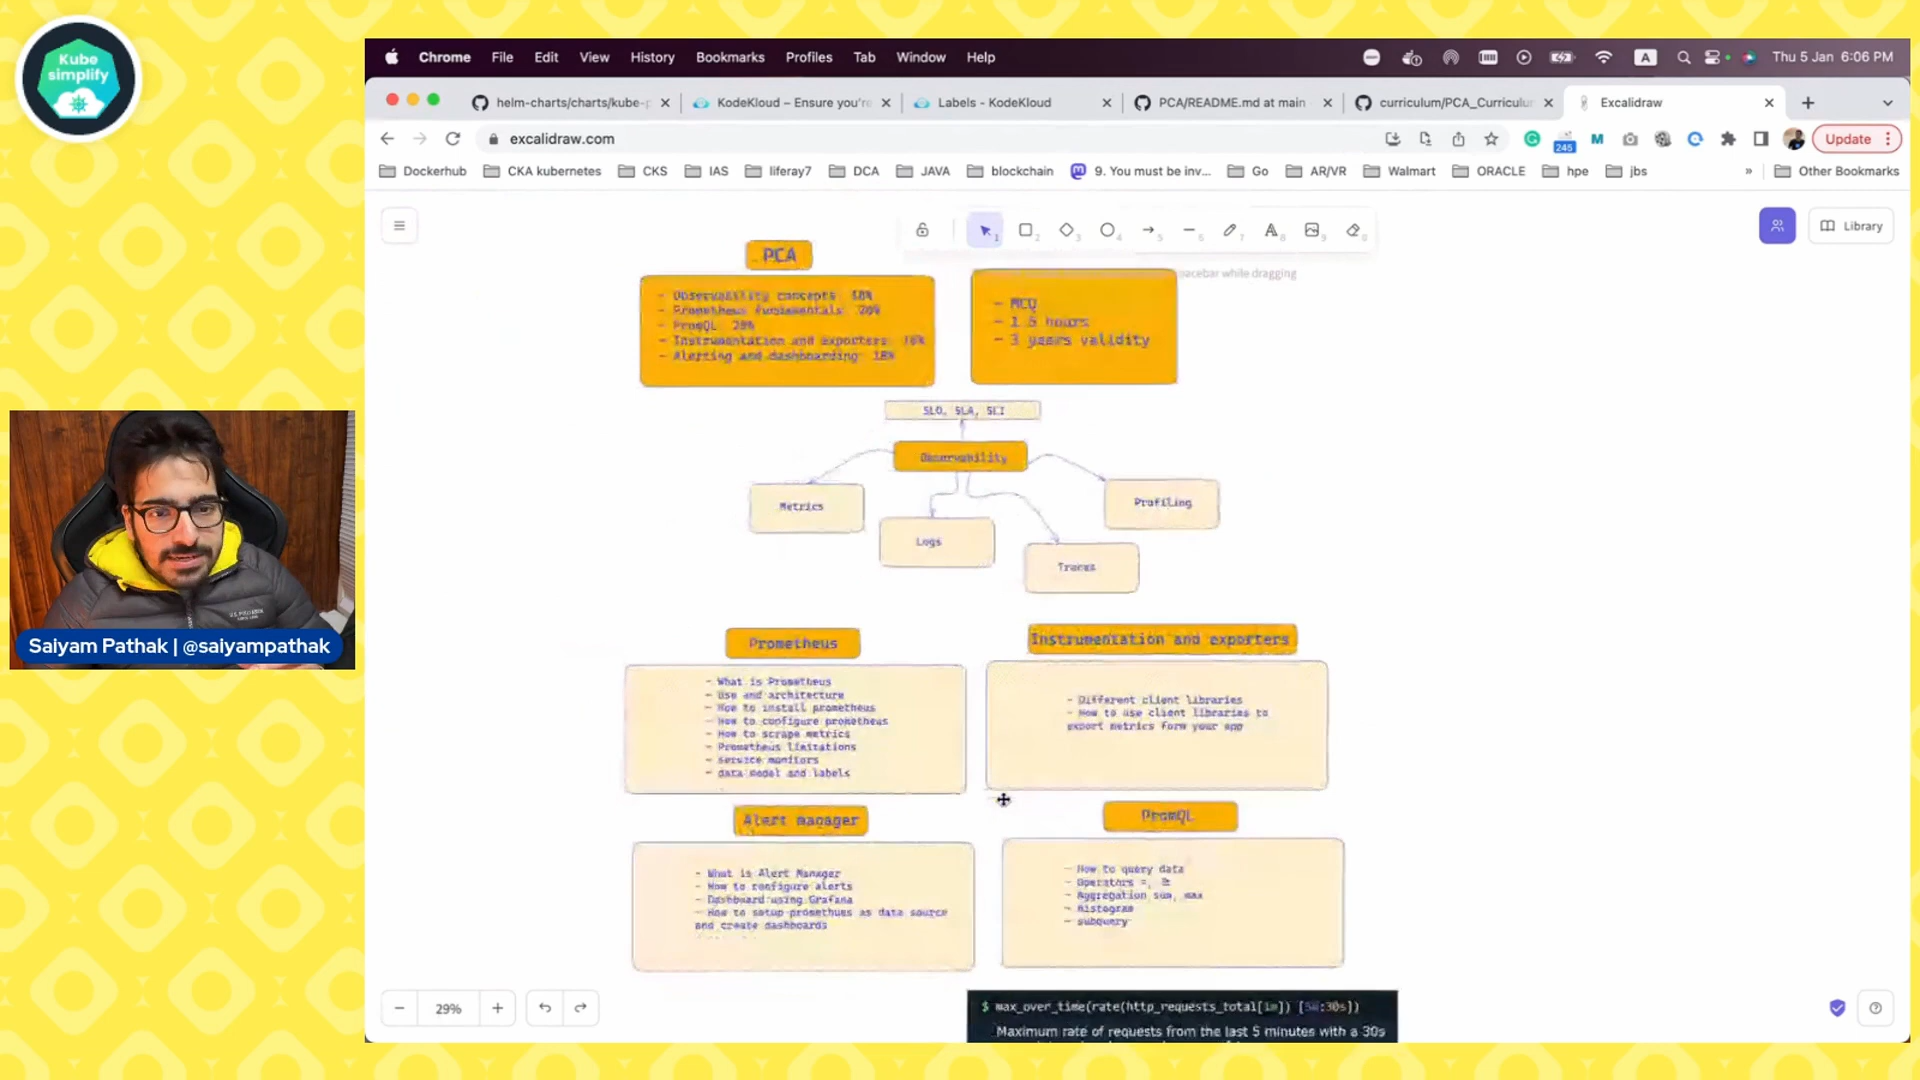 Kube
simplify
Chrome File Edit View History Bookmarks Profiles Tab Window Help
A Thu 5 Jan 6:06 PM
helm-charts/charts/kube-p
KodeKloud – Ensure you're
Labels - KodeKloud
PCA/README.md at main
curriculum/PCA_Curriculum
Excalidraw
excalidraw.com
245
M
Update
Dockerhub CKA kubernetes CKS IAS liferay7 DCA JAVA blockchain 9. You must be inv... Go AR/VR Walmart ORACLE hpe jbs » Other Bookmarks
Library
PCA
- Observability concepts 18%
- Prometheus fundamentals 20%
- PromQL 28%
- Instrumentation and exporters 16%
- Alerting and dashboarding 18%
pacebar while dragging
- MCQ
- 1.5 hours
- 3 years validity
SLO, SLA, SLI
Observability
Metrics
Logs
Traces
Profiling
Prometheus
- What is Prometheus
- Use and architecture
- How to install prometheus
- How to configure prometheus
- How to scrape metrics
- Prometheus limitations
- service monitors
- data model and labels
Instrumentation and exporters
- Different client libraries
- How to use client libraries to
export metrics form your app
Alert manager
- What is Alert Manager
- How to configure alerts
- Dashboard using Grafana
- How to setup promethues as data source
and create dashboards
PromQL
- How to query data
- Operators =,
- Aggregation sum, max
- Histogram
- subquery
$ max_over_time(rate(http_requests_total[1m]) [5m:30s])
Maximum rate of requests from the last 5 minutes with a 30s
29%
Saiyam Pathak | @saiyampathak